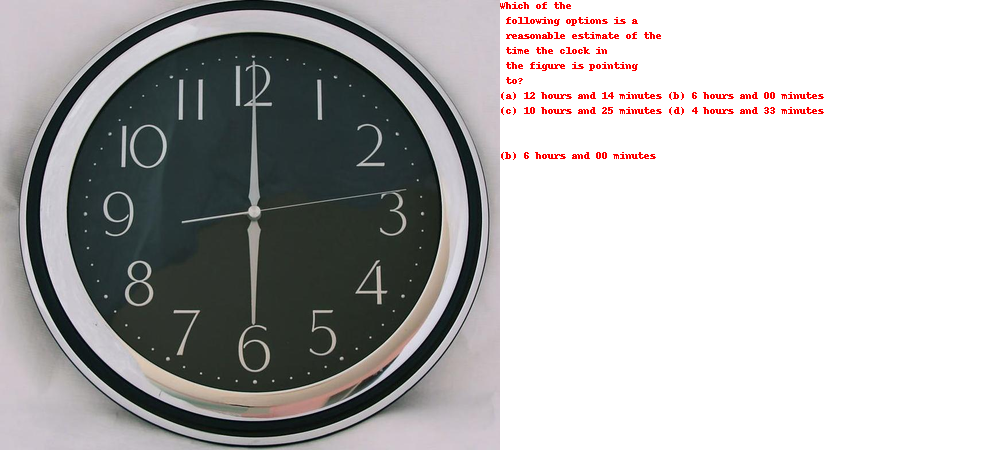 12
11 1
10 2
9 3
8 4
7 5
6
Which of the
following options is a
reasonable estimate of the
time the clock in
the figure is pointing
to?
(a) 12 hours and 14 minutes (b) 6 hours and 00 minutes
(c) 10 hours and 25 minutes (d) 4 hours and 33 minutes
(b) 6 hours and 00 minutes